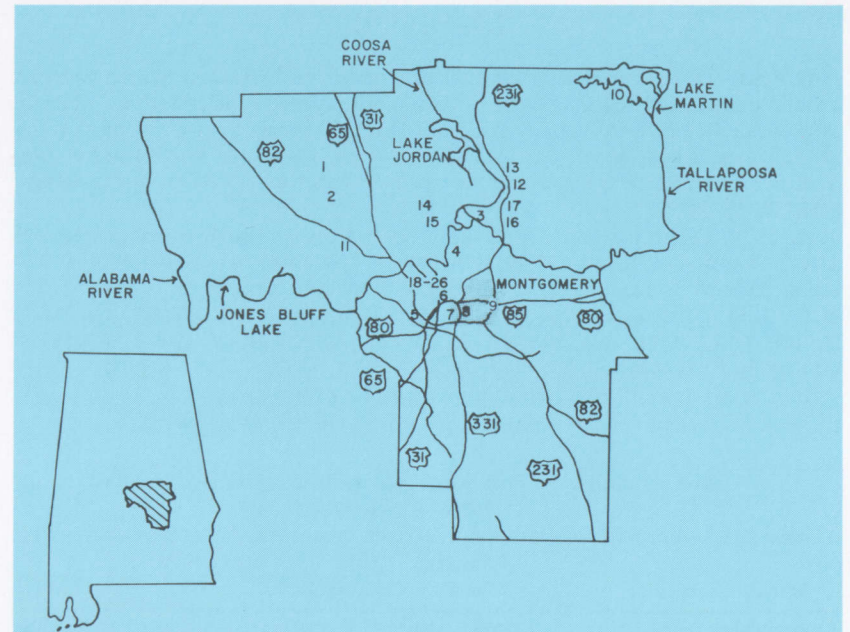 COOSA
RIVER
231
10
LAKE
MARTIN
31
65
82
LAKE
JORDAN
1
13
12
TALLAPOOSA
RIVER
2
14
17
15
3
16
11
4
ALABAMA
RIVER
18-26
MONTGOMERY
6
9
JONES BLUFF
LAKE
5
7
8
85
80
80
65
82
331
31
231